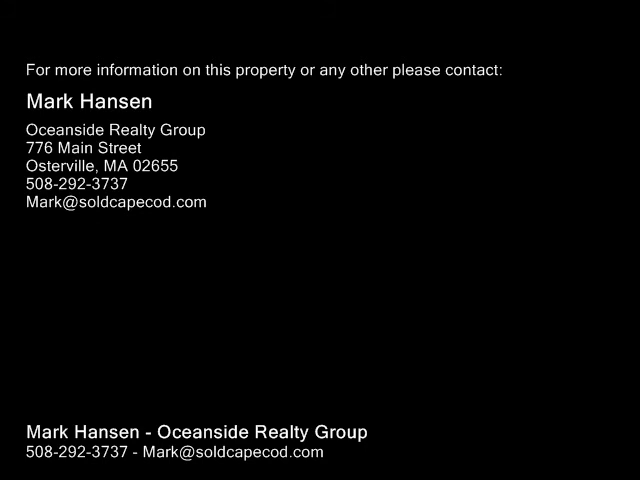 For more information on this property or any other please contact:
Mark Hansen
Oceanside Realty Group
776 Main Street
Osterville, MA 02655
508-292-3737
Mark@soldcapecod.com
Mark Hansen - Oceanside Realty Group
508-292-3737 - Mark@soldcapecod.com